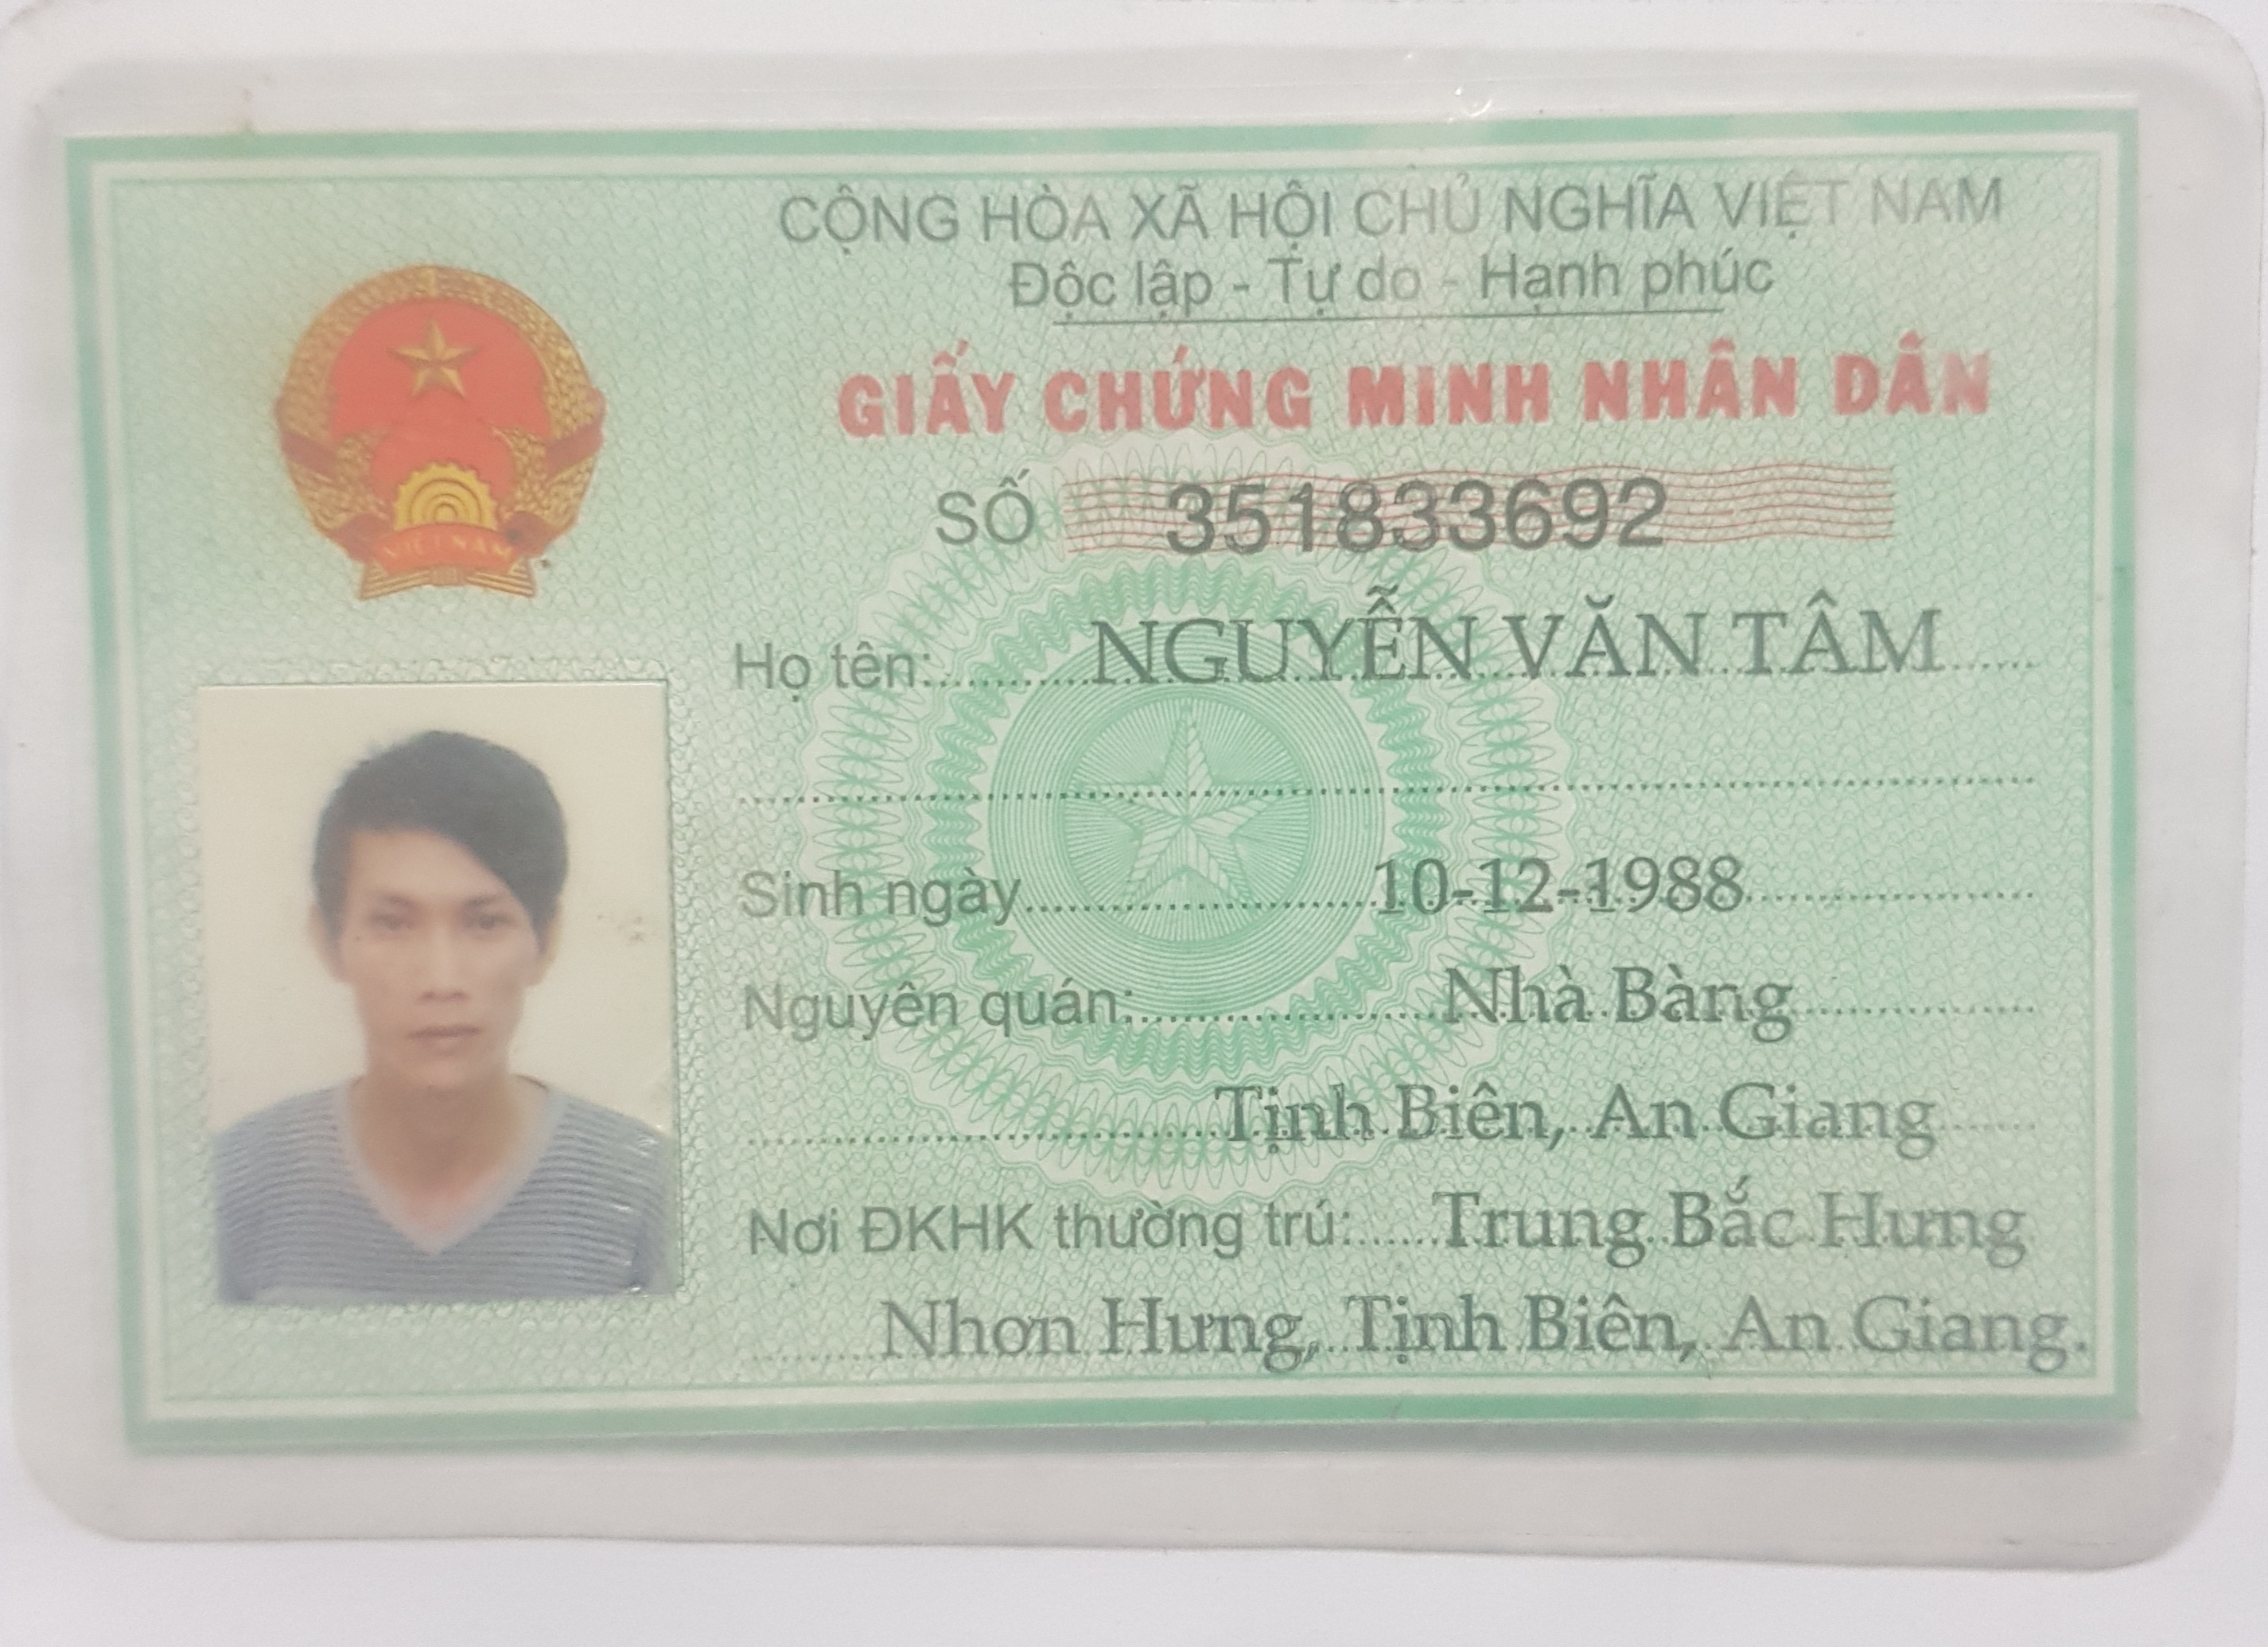 CỘNG HÒA XÃ HỘI CHỦ NGHĨA VIỆT NAM
Độc lập - Tự do - Hạnh phúc
GIẤY CHỨNG MINH NHÂN DÂN
SỐ 351833692
VIỆT NAM
Họ tên: NGUYỄN VĂN TÂM
Sinh ngày 10-12-1988
Nguyên quán: Nhà Bàng
Tịnh Biên, An Giang
Nơi ĐKHK thường trú: Trung Bắc Hưng
Nhơn Hưng, Tịnh Biên, An Giang.